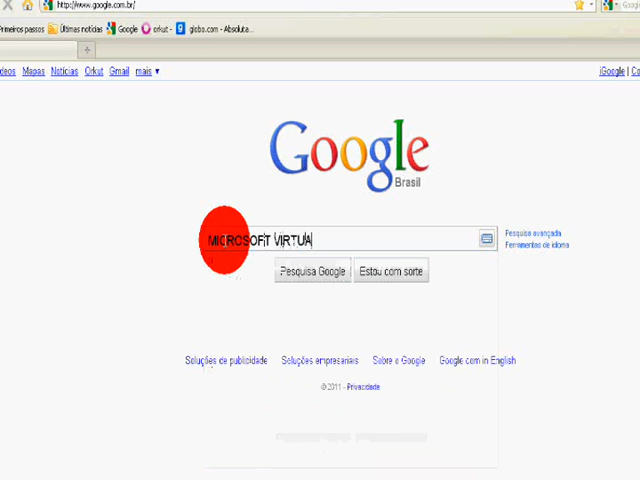 http://www.google.com.br/
Primeiros passos Últimas notícias Google orkut - globo.com - Absoluta...
Mapas Notícias Orkut Gmail mais ▼ iGoogle |
Google
Brasil
MICROSOFT VIRTUA
Pesquisa avançada
Ferramentas de idioma
Pesquisa Google Estou com sorte
Soluções de publicidade Soluções empresariais Sobre o Google Google.com in English
© 2011 - Privacidade